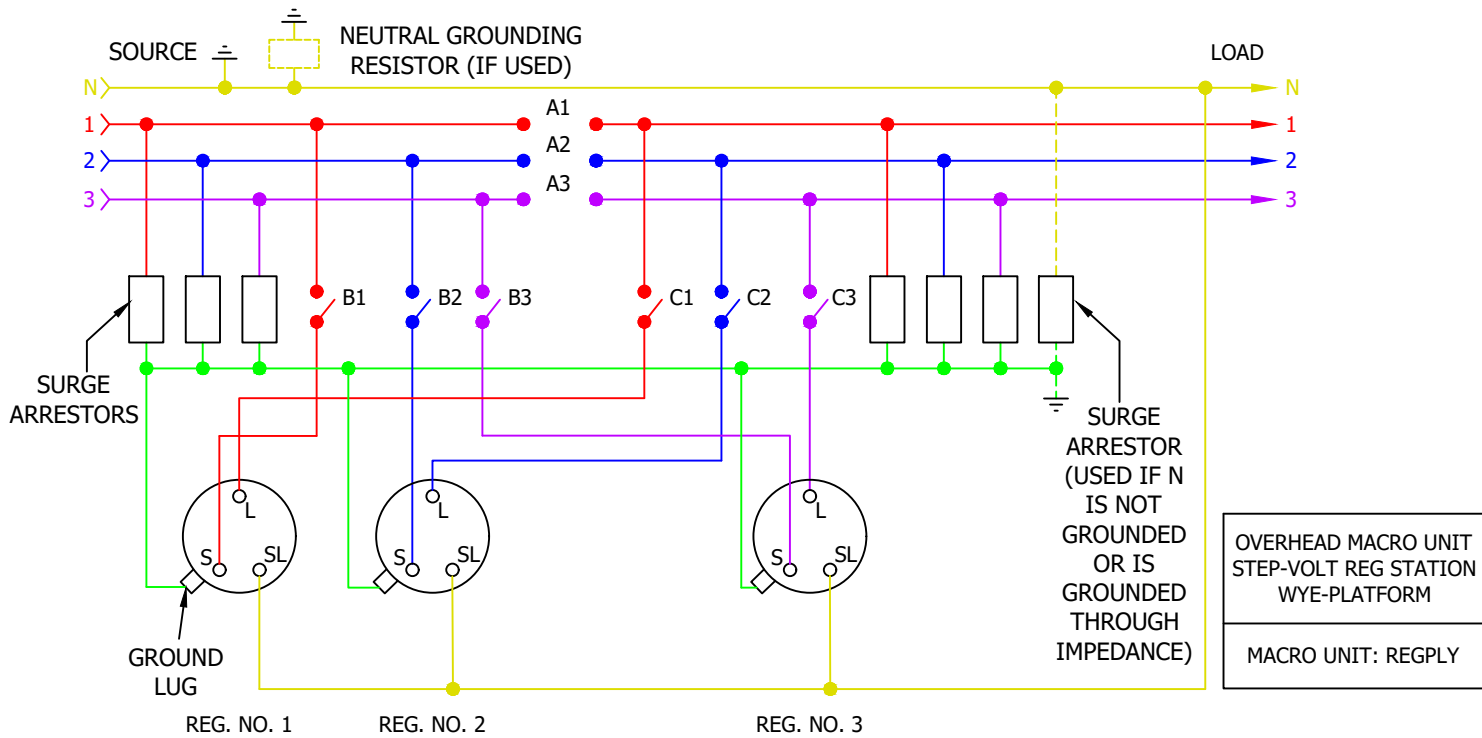 SOURCE
NEUTRAL GROUNDING
RESISTOR (IF USED)
LOAD
N
N
1
A1
1
2
A2
2
3
A3
3
B1
B2
B3
C1
C2
C3
SURGE
ARRESTORS
SURGE
ARRESTOR
(USED IF N
IS NOT
GROUNDED
OR IS
GROUNDED
THROUGH
IMPEDANCE)
L
S
SL
L
S
SL
L
S
SL
GROUND
LUG
REG. NO. 1
REG. NO. 2
REG. NO. 3
OVERHEAD MACRO UNIT
STEP-VOLT REG STATION
WYE-PLATFORM
MACRO UNIT: REGPLY